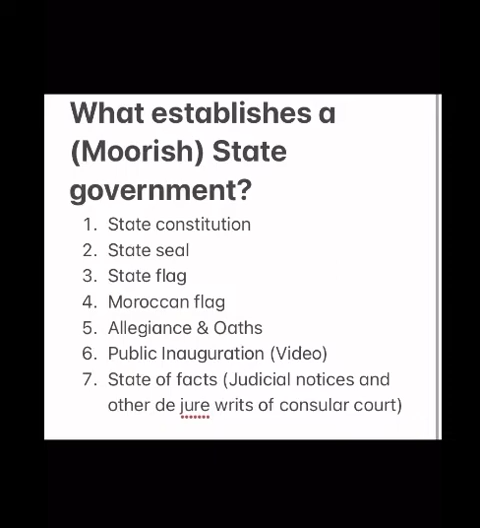 What establishes a
(Moorish) State
government?
1. State constitution
2. State seal
3. State flag
4. Moroccan flag
5. Allegiance & Oaths
6. Public Inauguration (Video)
7. State of facts (Judicial notices and
other de jure writs of consular court)